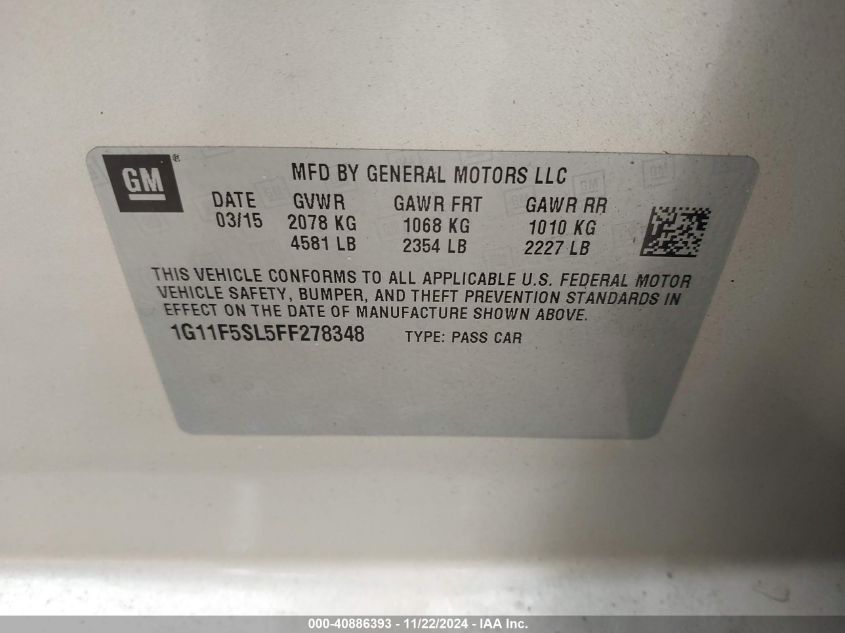 GM ®
MFD BY GENERAL MOTORS LLC
DATE GVWR GAWR FRT GAWR RR
03/15 2078 KG 1068 KG 1010 KG
4581 LB 2354 LB 2227 LB
THIS VEHICLE CONFORMS TO ALL APPLICABLE U.S. FEDERAL MOTOR
VEHICLE SAFETY, BUMPER, AND THEFT PREVENTION STANDARDS IN
EFFECT ON THE DATE OF MANUFACTURE SHOWN ABOVE.
1G11F5SL5FF278348 TYPE: PASS CAR
000-40886393 - 11/22/2024 - IAA Inc.